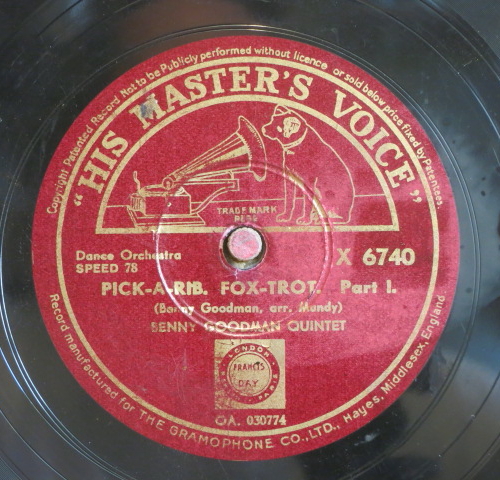 Copyright Patented Record Not to be Publicly performed without licence or sold below price fixed by Patentees.
"HIS MASTER'S VOICE"
TRADE MARK
REGD
Dance Orchestra
SPEED 78
X 6740
PICK-A-RIB. FOX-TROT. Part I.
(Benny Goodman, arr. Mundy)
BENNY GOODMAN QUINTET
LONDON
FRANCIS
DAY
PARIS
OA. 030774
Record manufactured for THE GRAMOPHONE CO., LTD., Hayes, Middlesex, England.